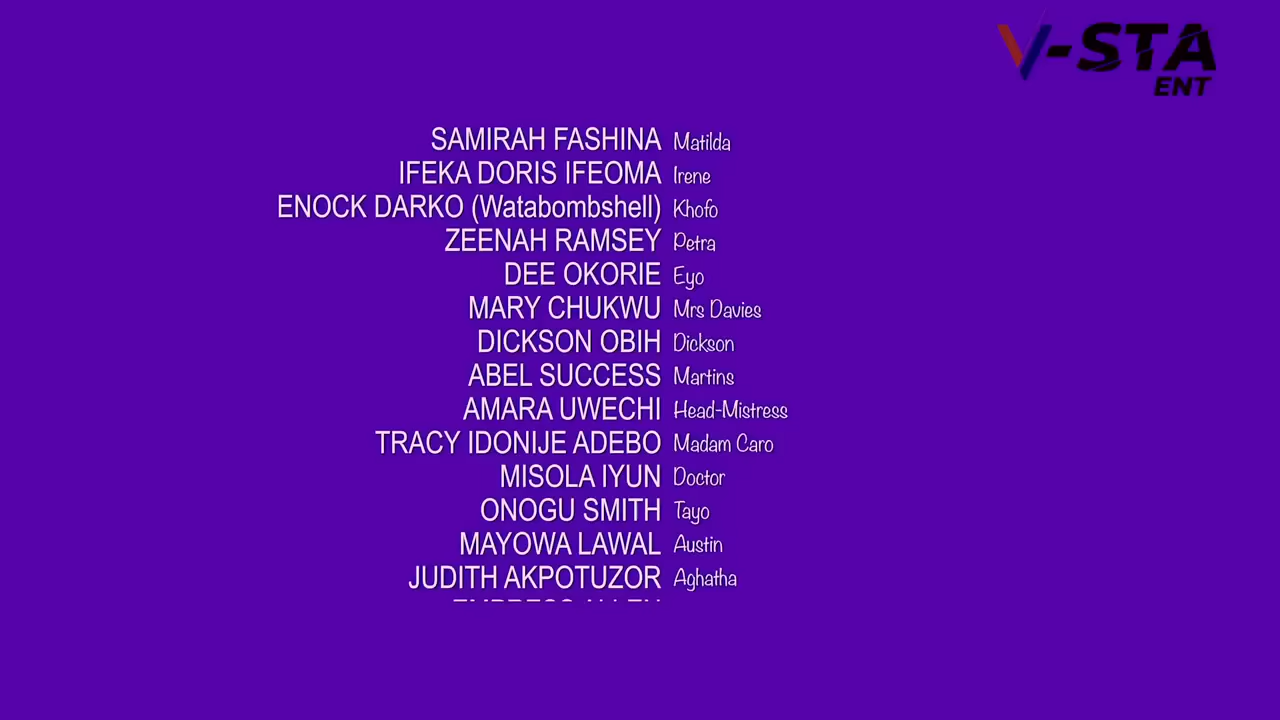 V-STA
ENT
SAMIRAH FASHINA Matilda
IFEKA DORIS IFEOMA Irene
ENOCK DARKO (Watabombshell) Khofo
ZEENAH RAMSEY Petra
DEE OKORIE Eyo
MARY CHUKWU Mrs Davies
DICKSON OBIH Dickson
ABEL SUCCESS Martins
AMARA UWECHI Head-Mistress
TRACY IDONIJE ADEBO Madam Caro
MISOLA IYUN Doctor
ONOGU SMITH Tayo
MAYOWA LAWAL Austin
JUDITH AKPOTUZOR Aghatha